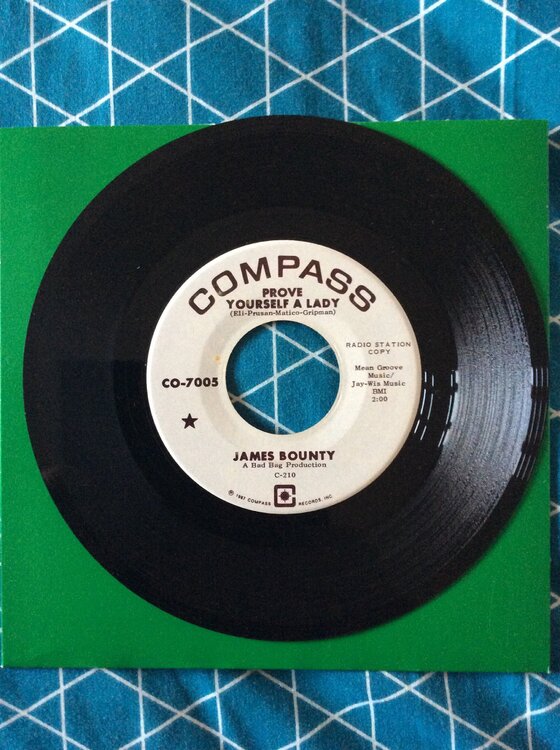 COMPASS
PROVE
YOURSELF A LADY
(Eli-Prusan-Matico-Gripman)
RADIO STATION
COPY
CO-7005
Mean Groove
Music/
Jay-Wis Music
BMI
2:00
JAMES BOUNTY
A Bad Bag Production
C-210
℗ 1967 COMPASS RECORDS, INC.